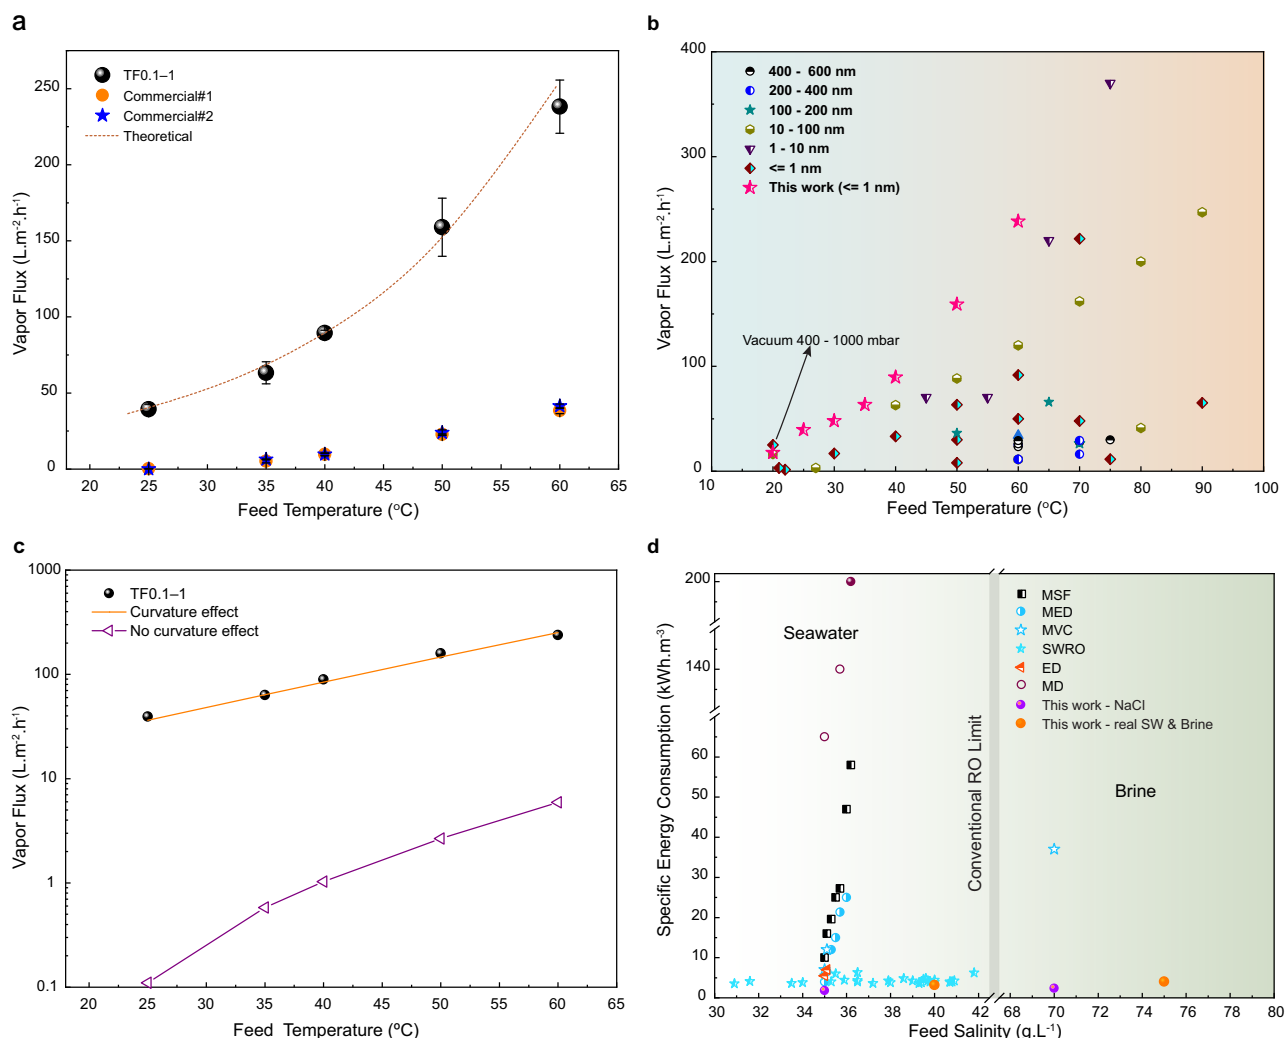 a
TF0.1–1
Commercial#1
Commercial#2
Theoretical
250
200
150
100
50
0
20 25 30 35 40 45 50 55 60 65
Vapor Flux (L.m⁻².h⁻¹)
Feed Temperature (°C)
b
400 - 600 nm
200 - 400 nm
100 - 200 nm
10 - 100 nm
1 - 10 nm
<= 1 nm
This work (<= 1 nm)
Vacuum 400 - 1000 mbar
400
300
200
100
0
10 20 30 40 50 60 70 80 90 100
Vapor Flux (L.m⁻².h⁻¹)
Feed Temperature (°C)
c
TF0.1–1
Curvature effect
No curvature effect
1000
100
10
1
0.1
20 25 30 35 40 45 50 55 60 65
Vapor Flux (L.m⁻².h⁻¹)
Feed Temperature (ºC)
d
MSF
MED
MVC
SWRO
ED
MD
This work - NaCl
This work - real SW & Brine
Seawater
Conventional RO Limit
Brine
200
140
60
50
40
30
20
10
0
30 32 34 36 38 40 42 68 70 72 74 76 78 80
Specific Energy Consumption (kWh.m⁻³)
Feed Salinity (g.L⁻¹)